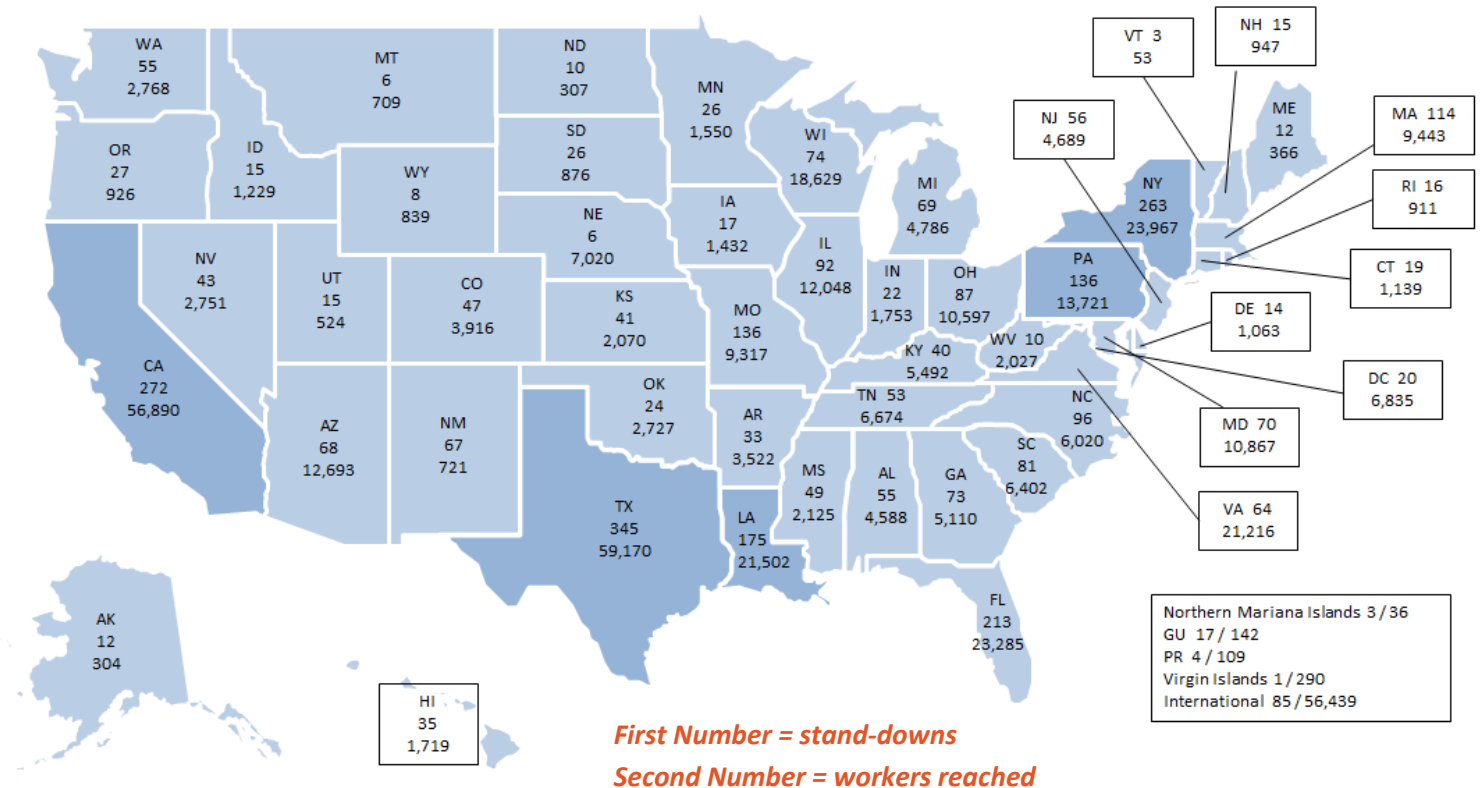 WA
55
2,768
MT
6
709
ND
10
307
MN
26
1,550
VT 3
53
NH 15
947
ME
12
366
MA 114
9,443
NJ 56
4,689
OR
27
926
ID
15
1,229
WY
8
839
SD
26
876
WI
74
18,629
MI
69
4,786
NY
263
23,967
RI 16
911
NE
6
7,020
IA
17
1,432
IL
92
12,048
IN
22
1,753
OH
87
10,597
PA
136
13,721
CT 19
1,139
NV
43
2,751
UT
15
524
CO
47
3,916
KS
41
2,070
MO
136
9,317
KY 40
5,492
WV 10
2,027
DE 14
1,063
CA
272
56,890
DC 20
6,835
AZ
68
12,693
NM
67
721
OK
24
2,727
AR
33
3,522
TN 53
6,674
NC
96
6,020
MD 70
10,867
SC
81
6,402
MS
49
2,125
AL
55
4,588
GA
73
5,110
VA 64
21,216
TX
345
59,170
LA
175
21,502
FL
213
23,285
AK
12
304
HI
35
1,719
Northern Mariana Islands 3/36
GU 17/ 142
PR 4/109
Virgin Islands 1/290
International 85/56,439
First Number = stand-downs
Second Number = workers reached